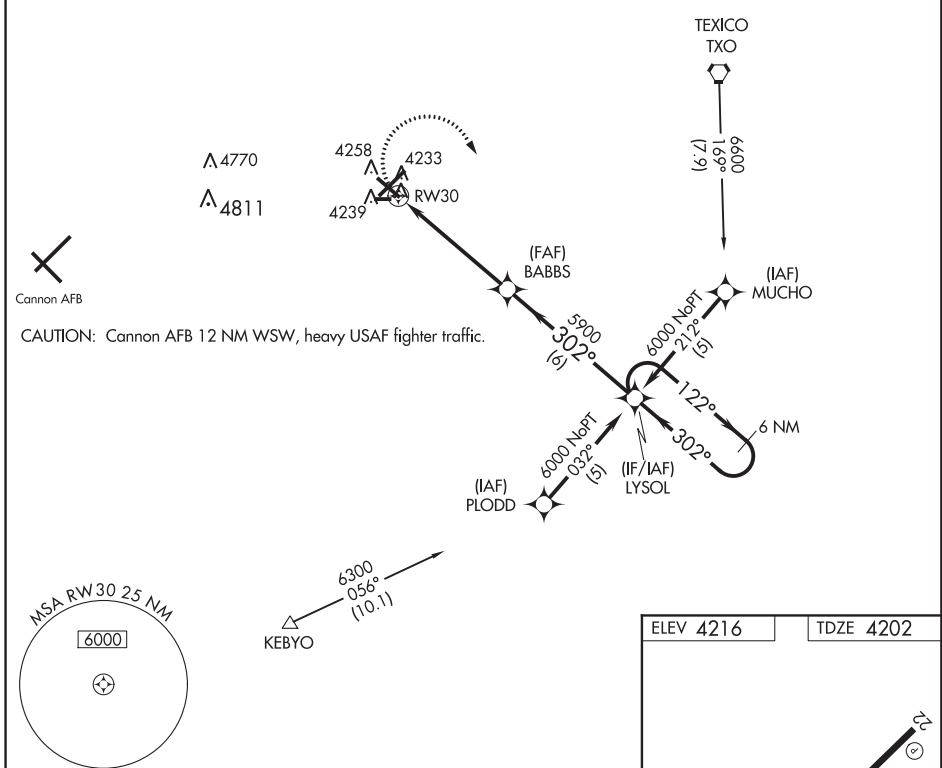 TEXICO
TXO
6600
169°
(7.9)
4770
4811
4258
4233
4239
RW30
Cannon AFB
(FAF)
BABBS
(IAF)
MUCHO
CAUTION: Cannon AFB 12 NM WSW, heavy USAF fighter traffic.
5900
302°
(6)
6000 NoPT
212°
(5)
122°
302°
6 NM
6000 NoPT
032°
(5)
(IF/IAF)
LYSOL
(IAF)
PLODD
6300
056°
(10.1)
KEBYO
MSA RW30 25 NM
6000
ELEV 4216
TDZE 4202
22
P